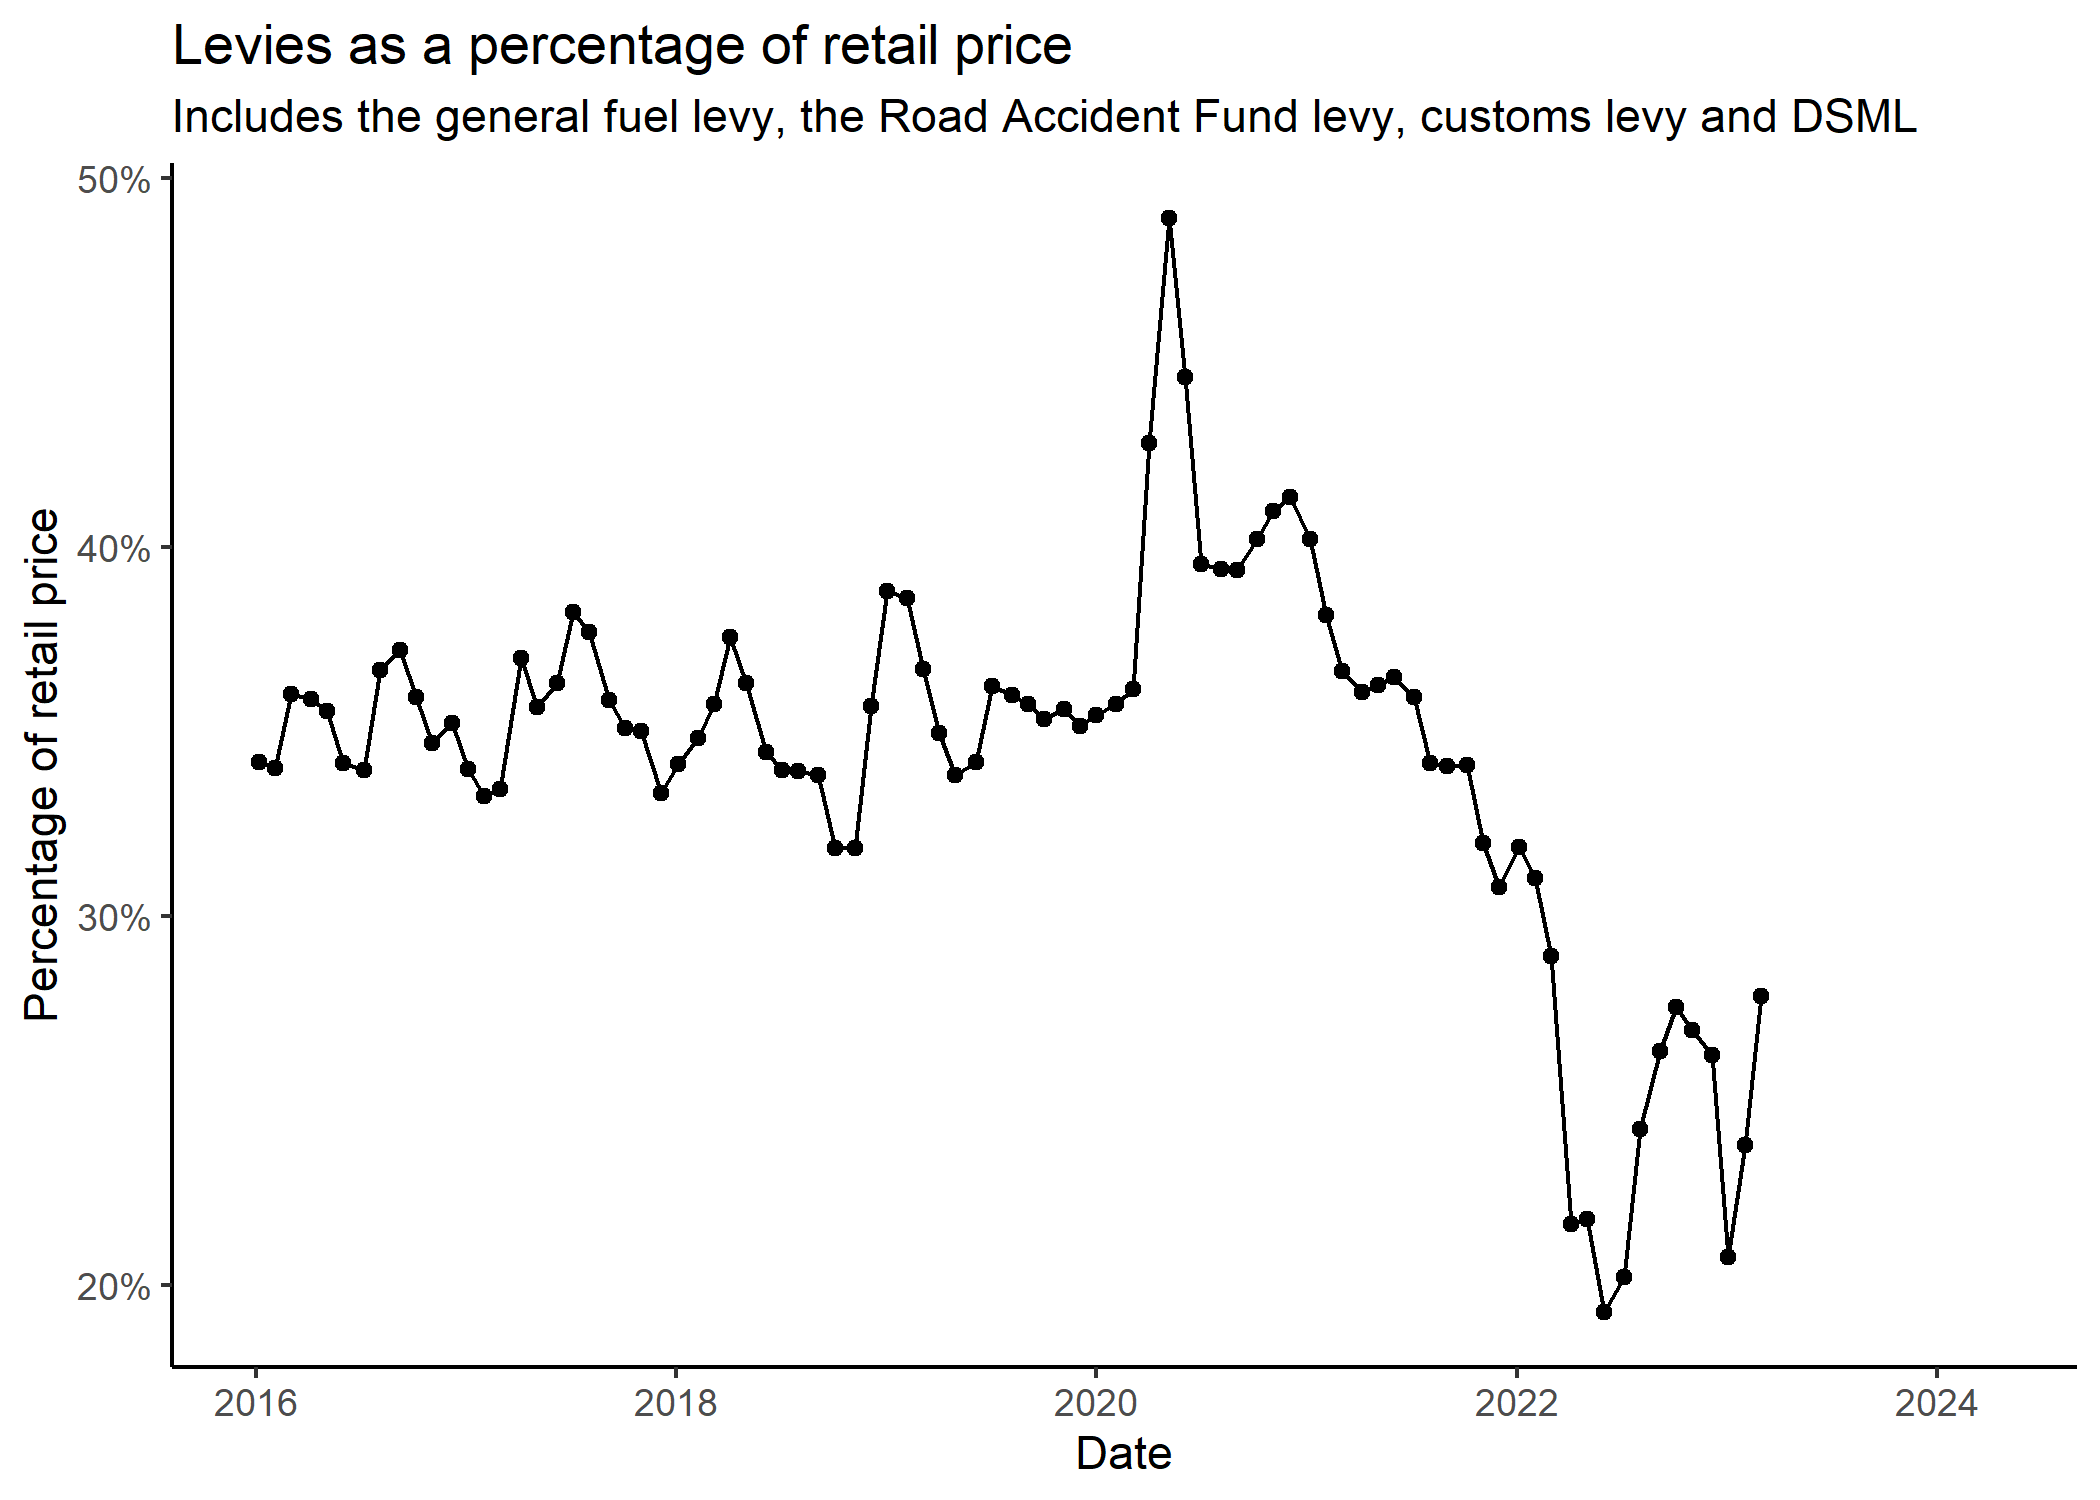 Levies as a percentage of retail price
Includes the general fuel levy, the Road Accident Fund levy, customs levy and DSML
Percentage of retail price
50%
40%
30%
20%
2016
2018
2020
2022
2024
Date